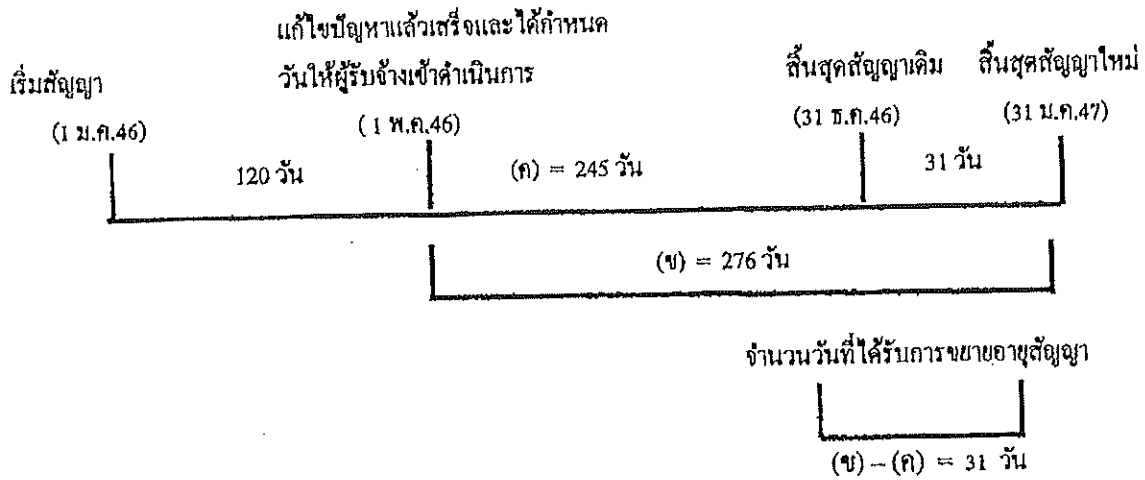 แก้ไขปัญหาแล้วเสร็จและได้กำหนด
เริ่มสัญญา วันให้ผู้รับจ้างเข้าดำเนินการ สิ้นสุดสัญญาเดิม สิ้นสุดสัญญาใหม่
(1 ม.ค.46) (1 พ.ค.46) (31 ธ.ค.46) (31 ม.ค.47)
120 วัน (ค) = 245 วัน 31 วัน
(ข) = 276 วัน
จำนวนวันที่ได้รับการขยายอายุสัญญา
(ข) – (ค) = 31 วัน